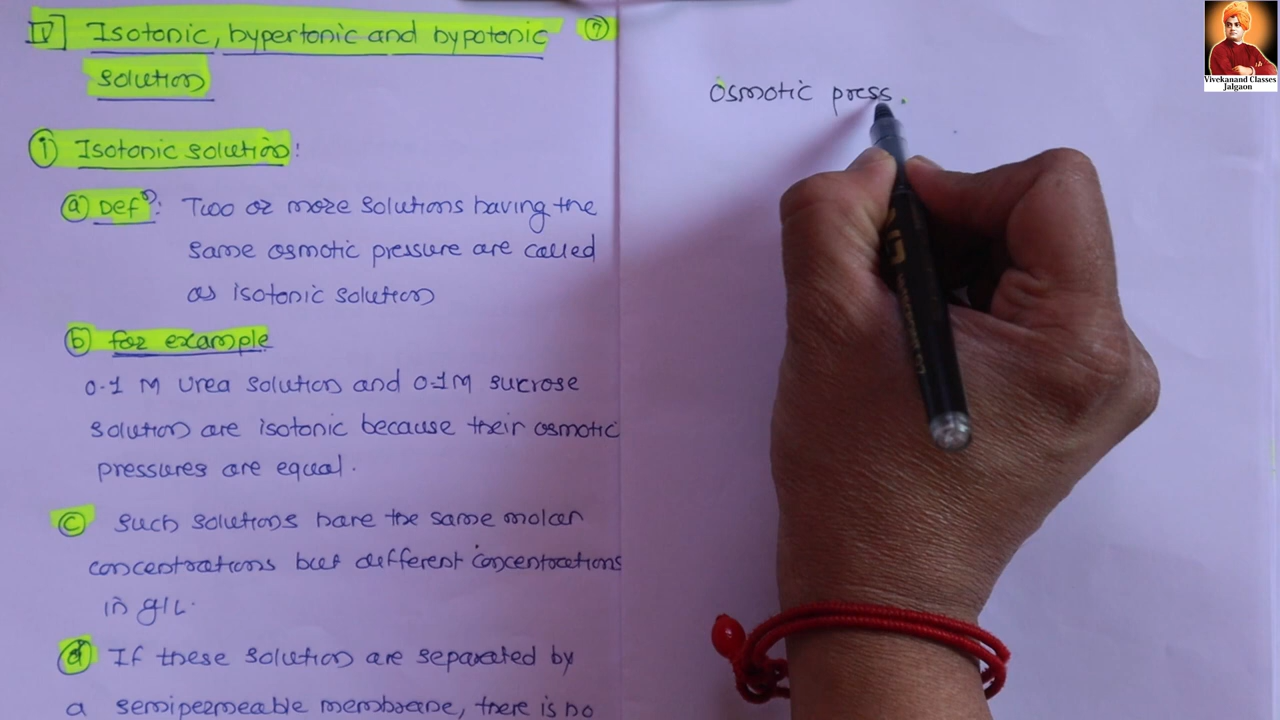 IV] Isotonic, hypertonic and hypotonic ⑦
solution
① Isotonic solution:
ⓐ Defⁿ: Two or more solutions having the
same osmotic pressure are called
as isotonic solution
ⓑ for example
0.1 M urea solution and 0.1M sucrose
solution are isotonic because their osmotic
pressures are equal.
ⓒ Such solutions have the same molar
concentrations but different concentrations
in g/L.
ⓓ If these solution are separated by
a semipermeable membrane, there is no
osmotic press.
Vivekanand Classes
Jalgaon